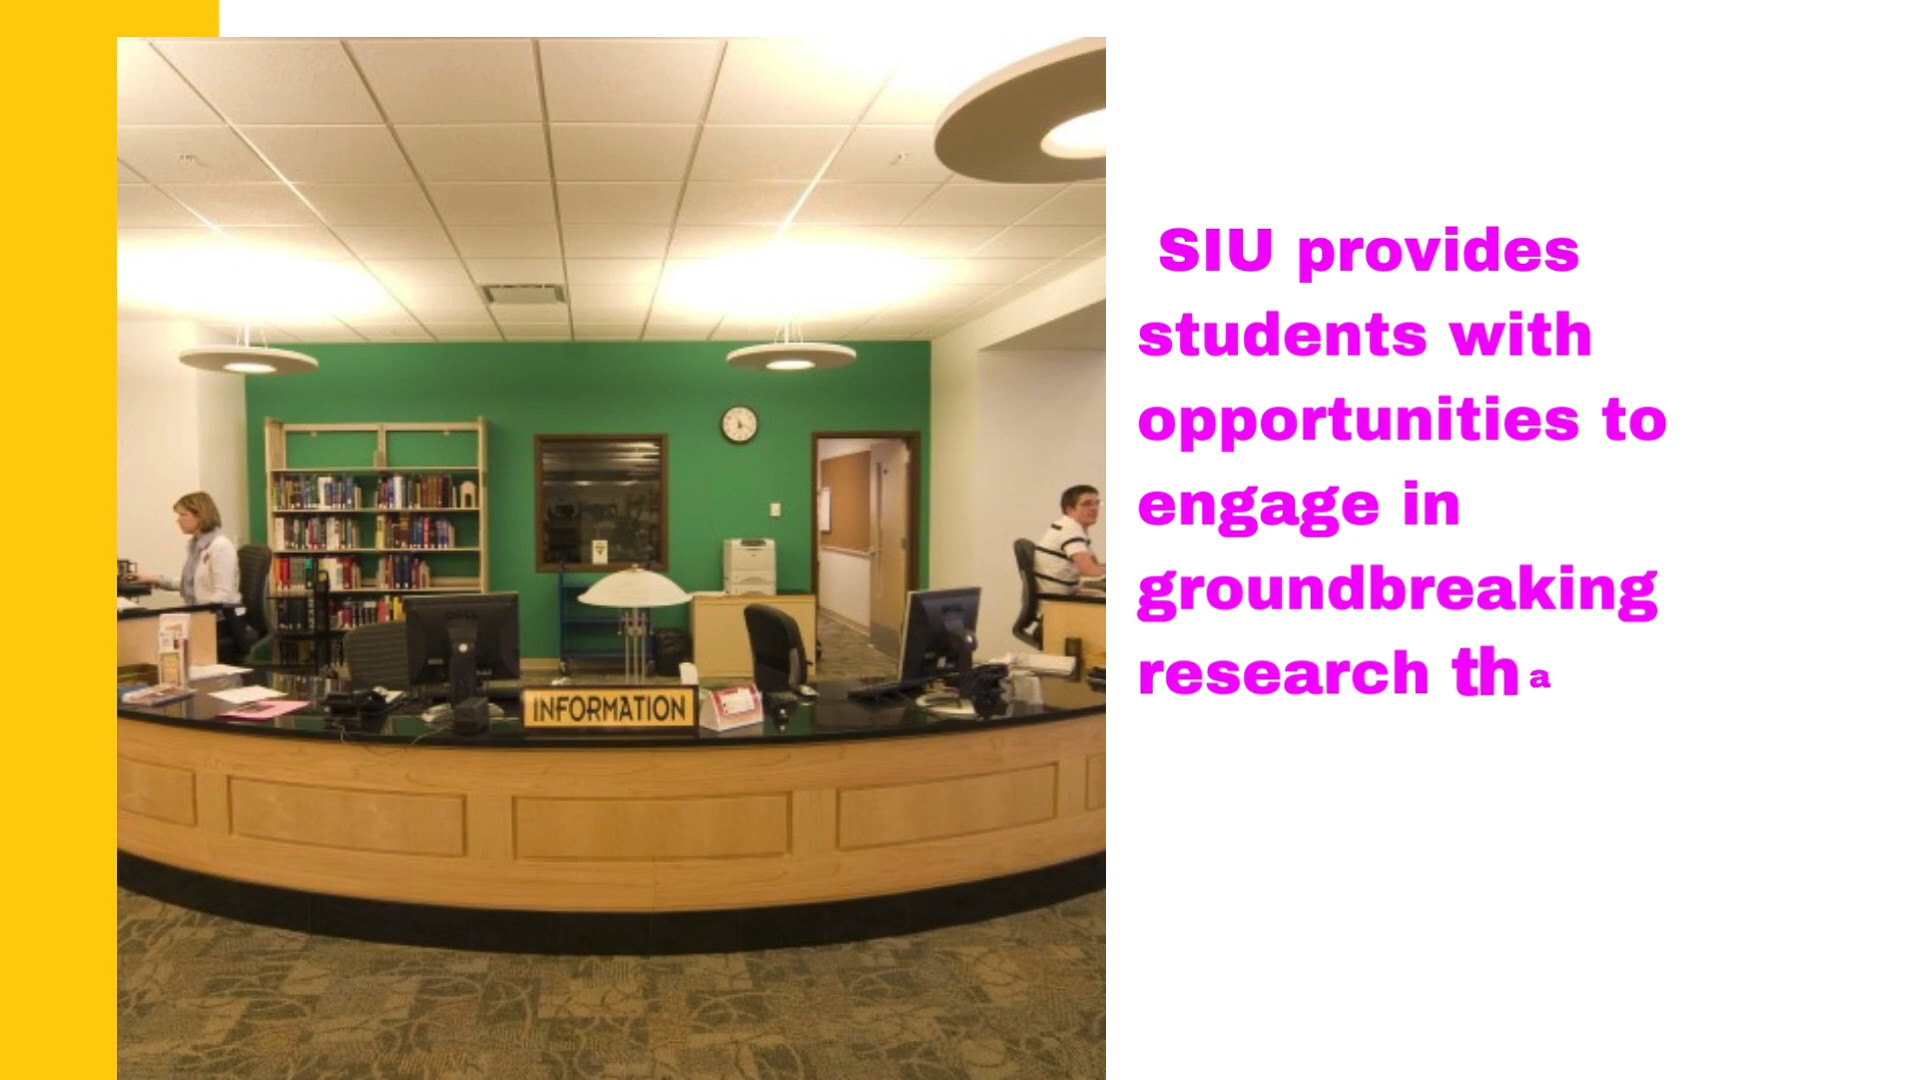 SIU provides
students with
opportunities to
engage in
groundbreaking
research tha
INFORMATION